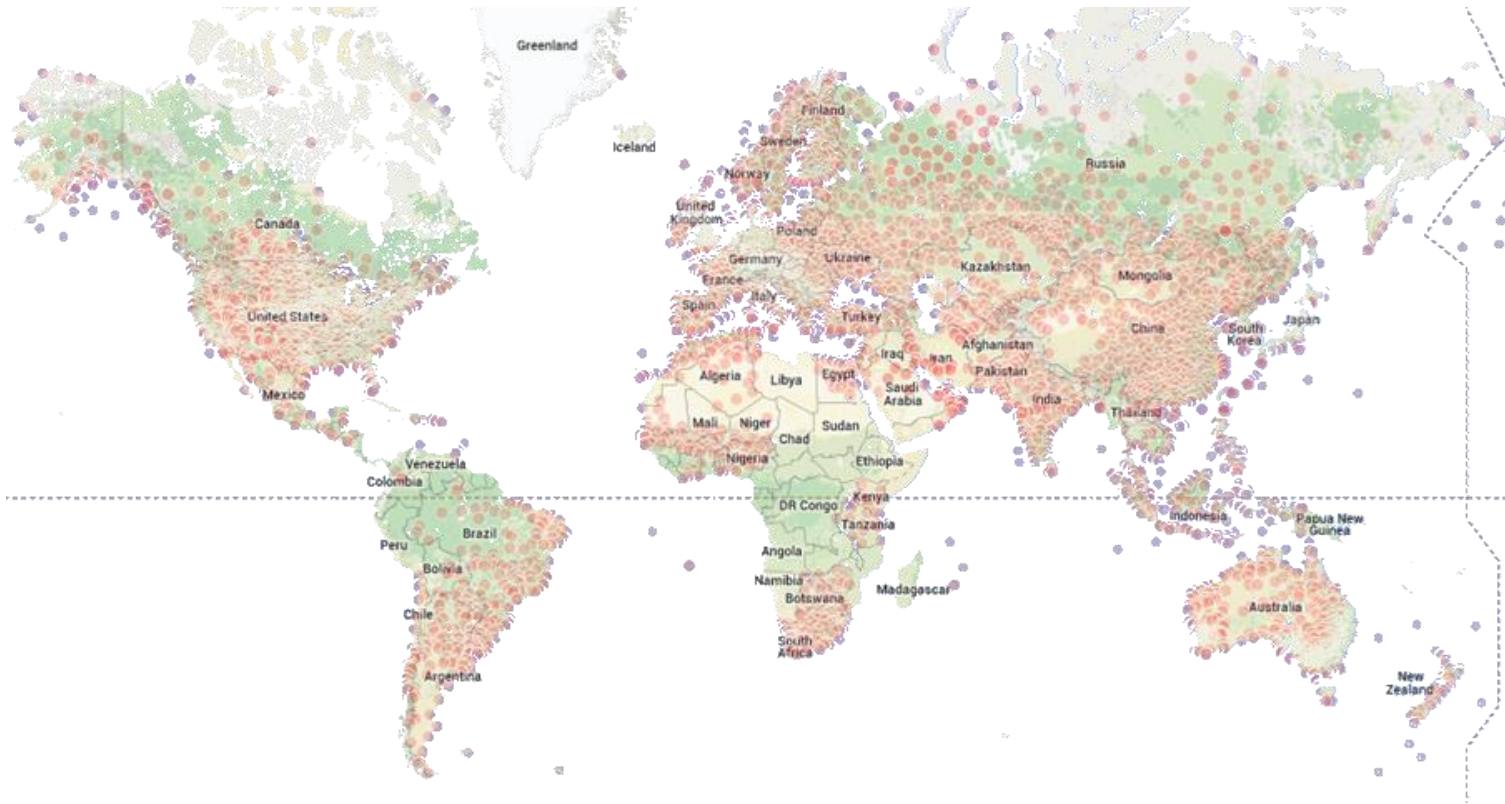 Greenland
Finland
Iceland
Sweden
Norway
Russia
United
Kingdom
Canada
Poland
Germany
Ukraine
Kazakhstan
Mongolia
France
Italy
Spain
United States
Turkey
China
South
Korea
Japan
Afghanistan
Iraq
Iran
Pakistan
Algeria
Libya
Egypt
Saudi
Arabia
Mexico
India
Thailand
Mali
Niger
Sudan
Chad
Nigeria
Ethiopia
Venezuela
Colombia
Kenya
DR Congo
Indonesia
Papua New
Guinea
Tanzania
Brazil
Peru
Angola
Bolivia
Namibia
Madagascar
Botswana
Chile
Australia
South
Africa
Argentina
New
Zealand